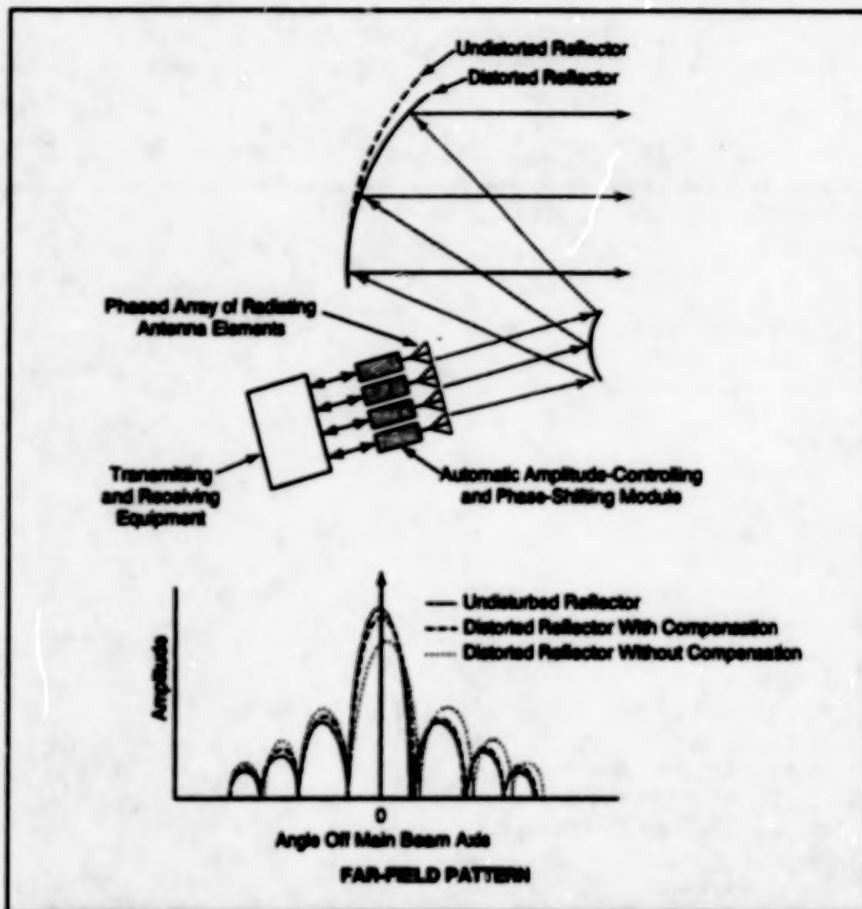 Undistorted Reflector
Distorted Reflector
Phased Array of Radiating
Antenna Elements
Transmitting
and Receiving
Equipment
Automatic Amplitude-Controlling
and Phase-Shifting Module
Amplitude
Undisturbed Reflector
Distorted Reflector With Compensation
Distorted Reflector Without Compensation
0
Angle Off Main Beam Axis
FAR-FIELD PATTERN